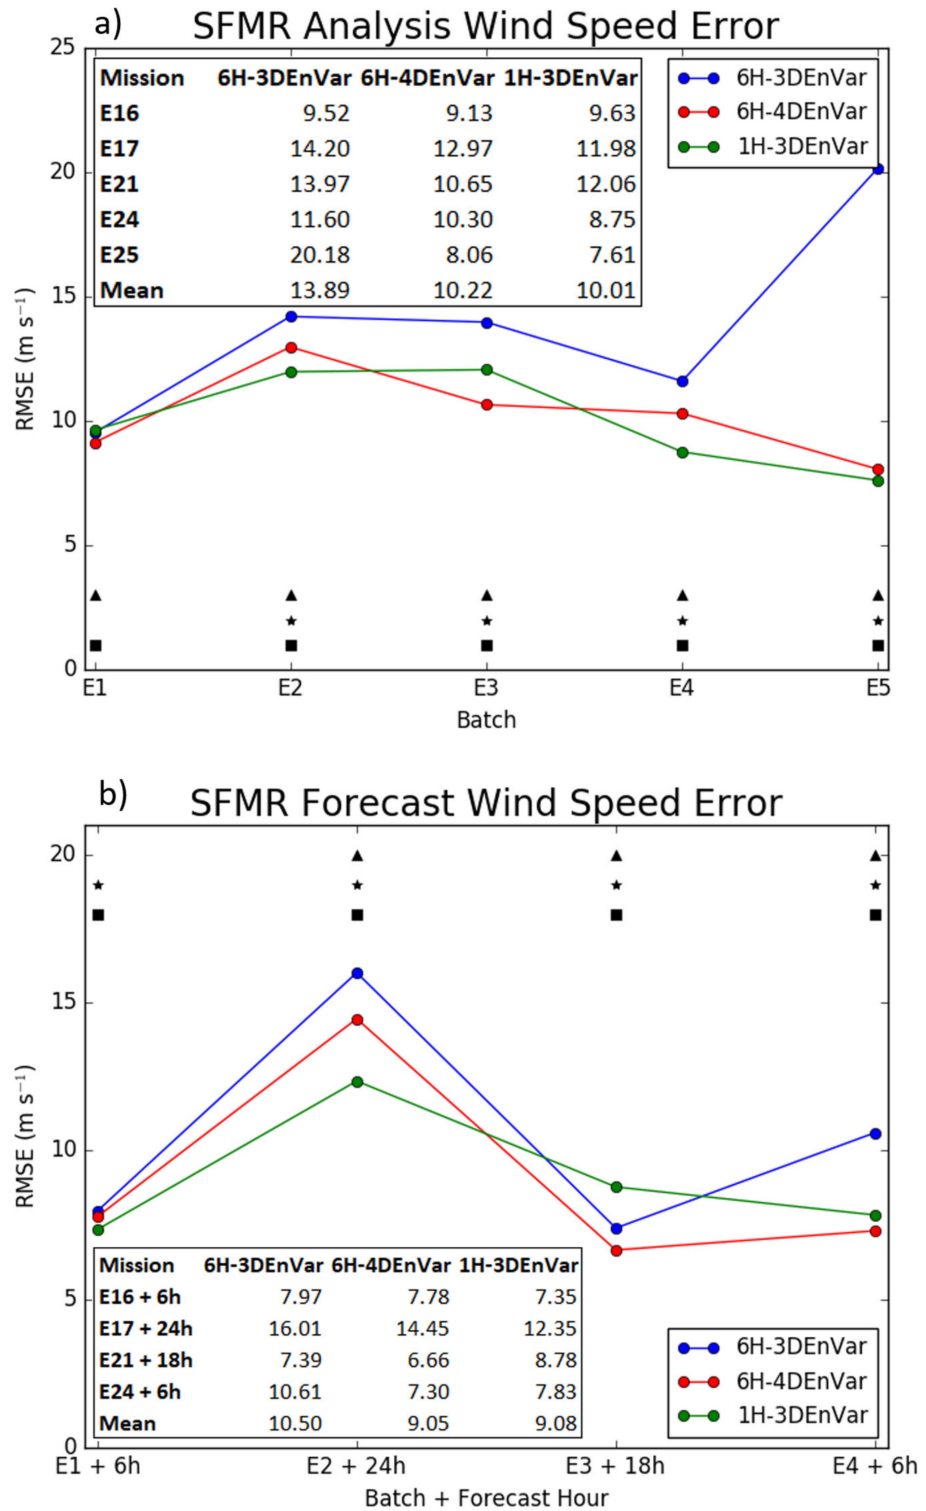 a) SFMR Analysis Wind Speed Error
25
Mission 6H-3DEnVar 6H-4DEnVar 1H-3DEnVar
E16 9.52 9.13 9.63
E17 14.20 12.97 11.98
E21 13.97 10.65 12.06
E24 11.60 10.30 8.75
E25 20.18 8.06 7.61
Mean 13.89 10.22 10.01
6H-3DEnVar
6H-4DEnVar
1H-3DEnVar
20
15
10
5
0
RMSE (m s⁻¹)
E1 E2 E3 E4 E5
Batch
b) SFMR Forecast Wind Speed Error
20
15
10
5
0
RMSE (m s⁻¹)
Mission 6H-3DEnVar 6H-4DEnVar 1H-3DEnVar
E16 + 6h 7.97 7.78 7.35
E17 + 24h 16.01 14.45 12.35
E21 + 18h 7.39 6.66 8.78
E24 + 6h 10.61 7.30 7.83
Mean 10.50 9.05 9.08
6H-3DEnVar
6H-4DEnVar
1H-3DEnVar
E1 + 6h E2 + 24h E3 + 18h E4 + 6h
Batch + Forecast Hour